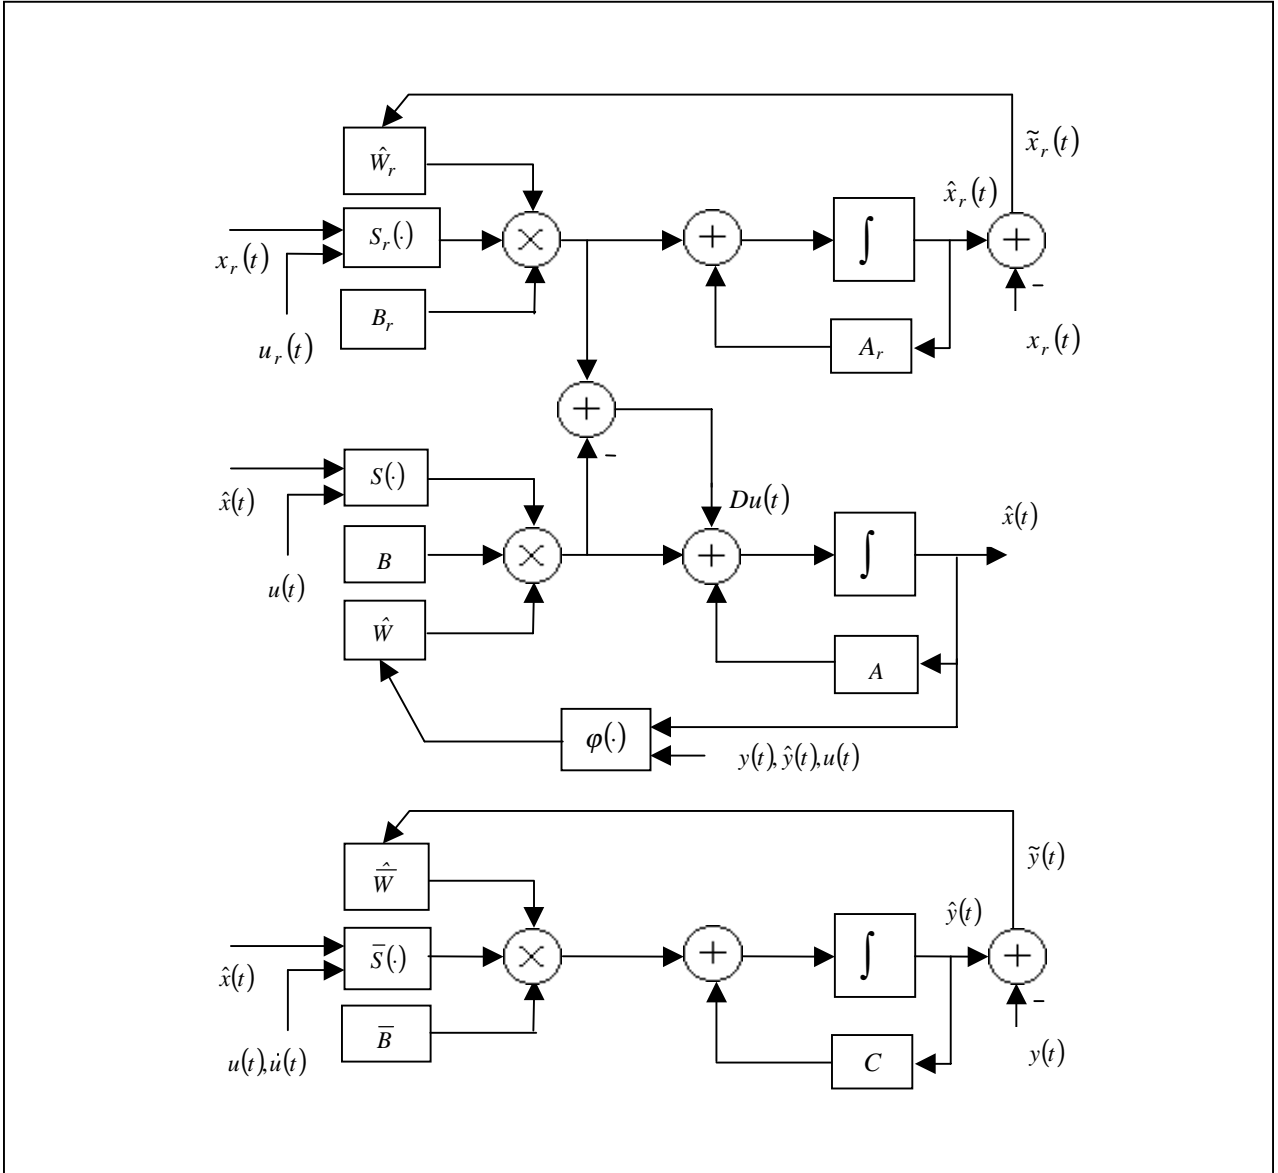 x̃_r(t)
Ŵ_r
x̂_r(t)
S_r(·)
×
+
∫
+
x_r(t)
B_r
A_r
-
x_r(t)
u_r(t)
+
-
S(·)
x̂(t)
Du(t)
x̂(t)
B
×
+
∫
u(t)
Ŵ
A
φ(·)
y(t), ŷ(t), u(t)
ỹ(t)
W̄̂
ŷ(t)
S̄(·)
×
+
∫
+
x̂(t)
-
B̄
C
y(t)
u(t), u̇(t)